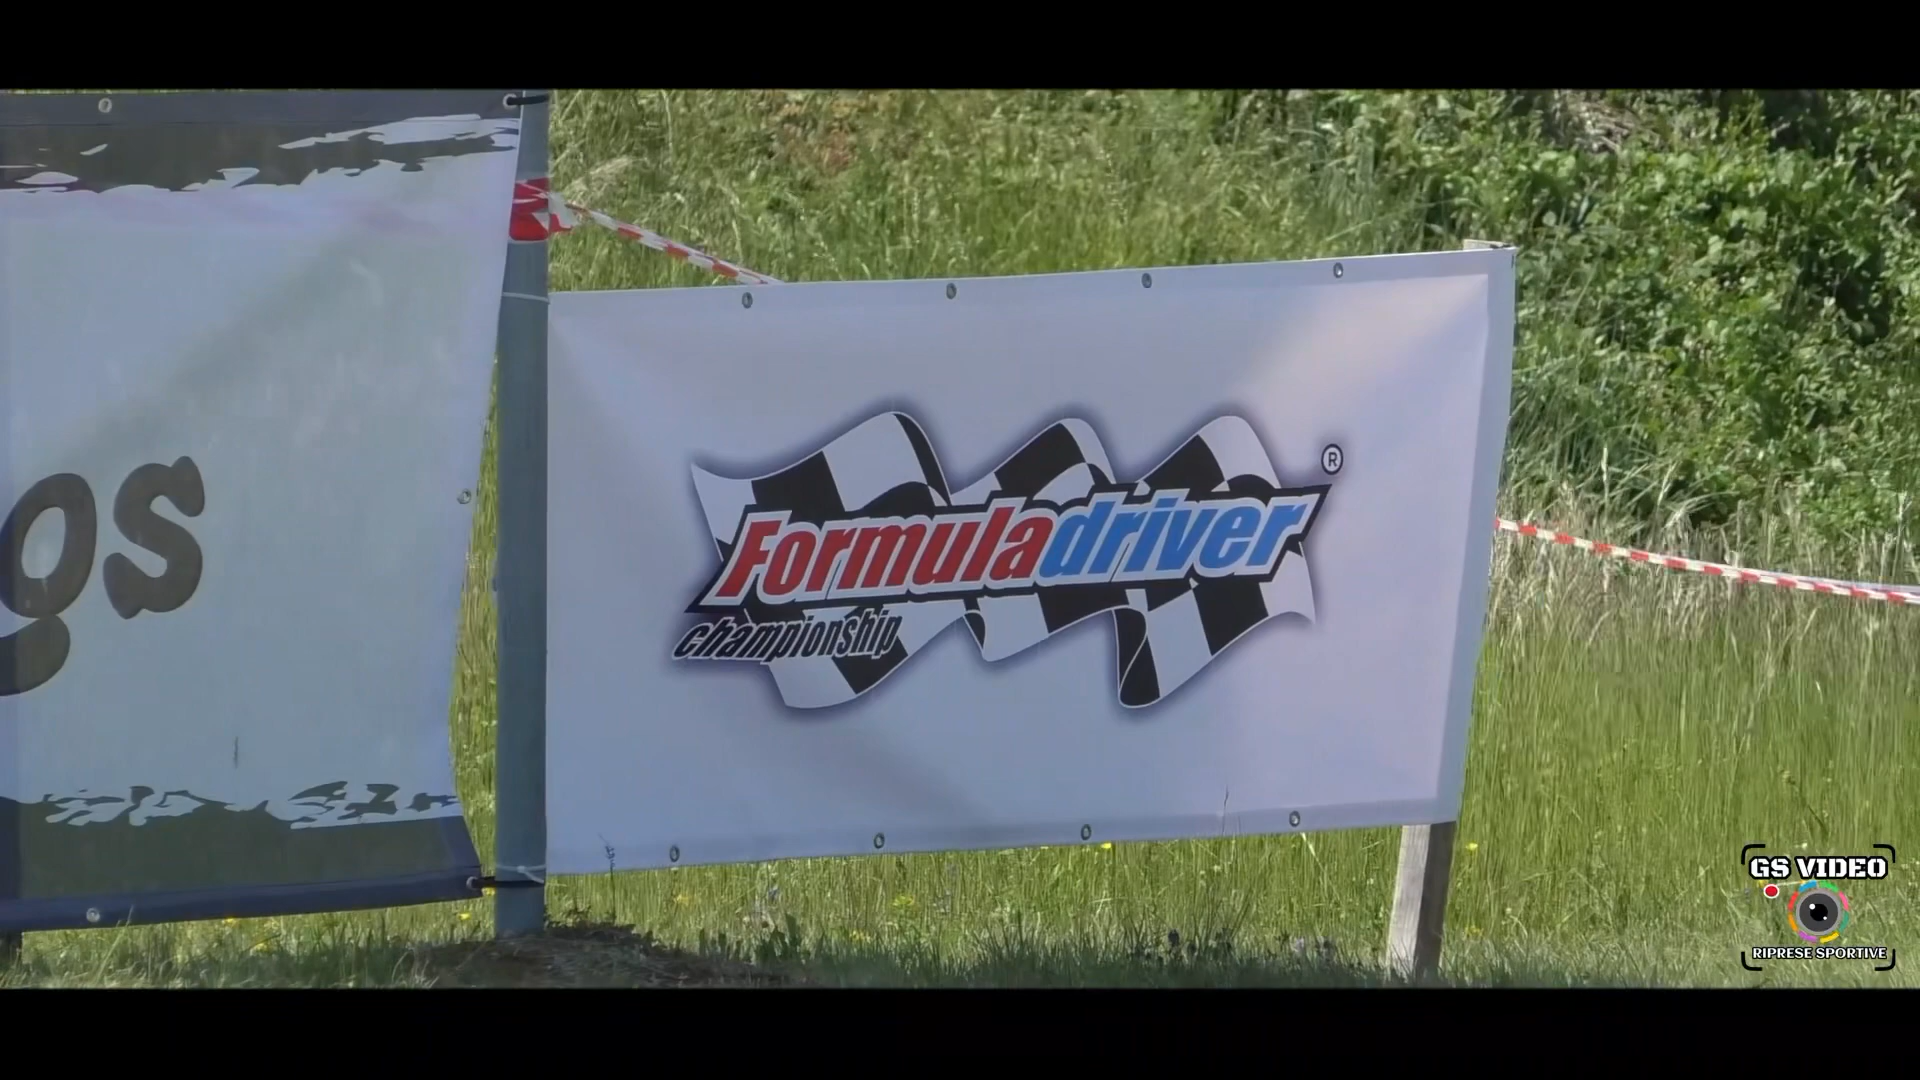 gs
Formuladriver ®
championship
GS VIDEO
RIPRESE SPORTIVE